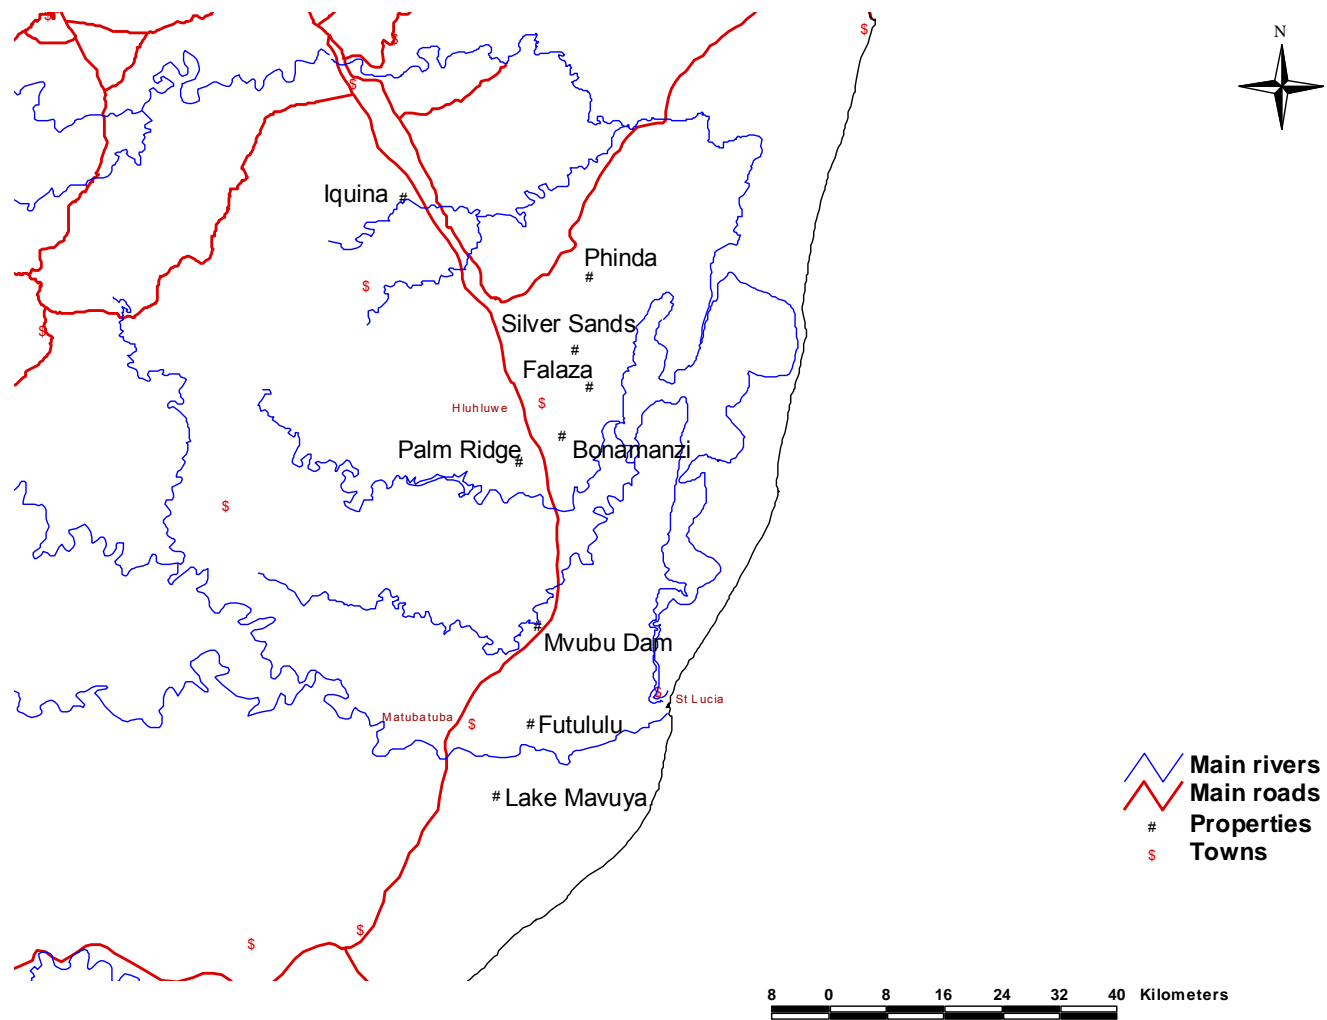 N
Iquina
Phinda
Silver Sands
Falaza
Hluhluwe
Palm Ridge
Bonamanzi
Mvubu Dam
St Lucia
Matubatuba
Futululu
Lake Mavuya
Main rivers
Main roads
# Properties
$ Towns
8 0 8 16 24 32 40 Kilometers